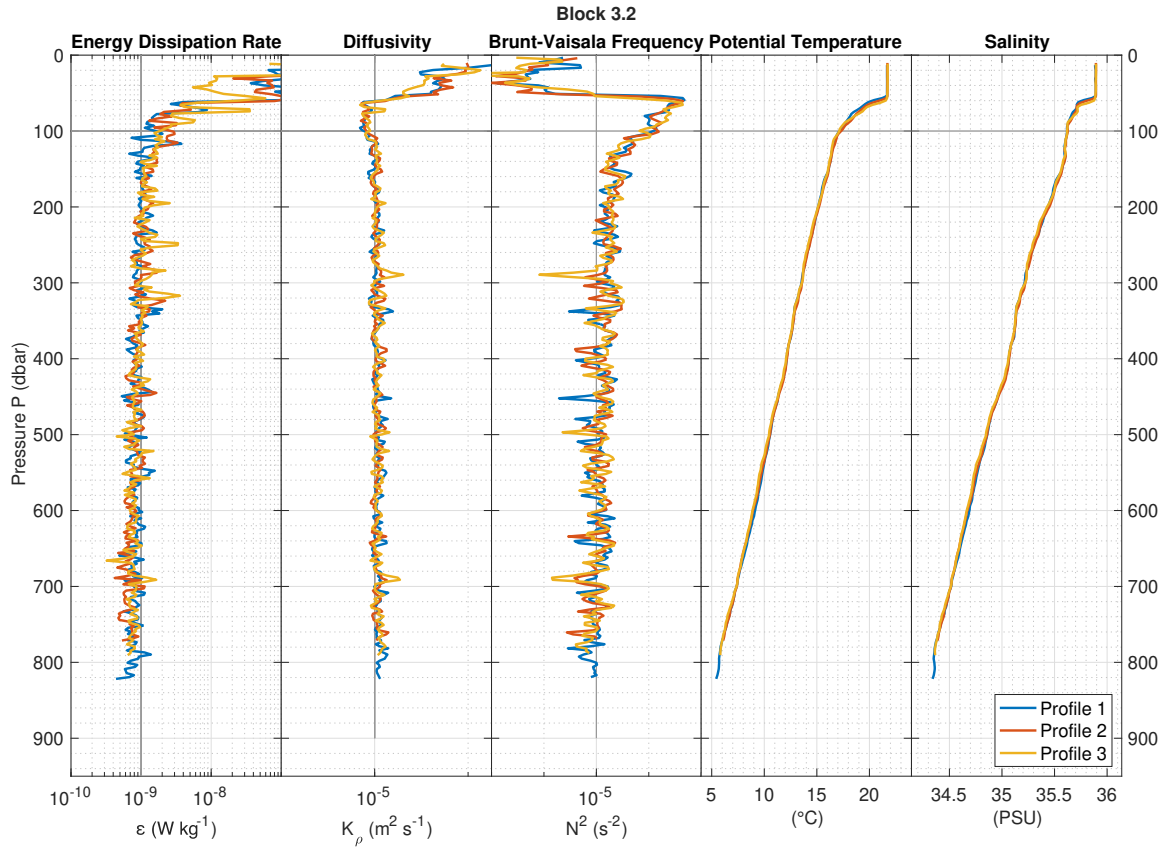 Block 3.2
Energy Dissipation Rate Diffusivity Brunt-Vaisala Frequency Potential Temperature Salinity
0 0
100 100
200 200
300 300
400 400
500 500
600 600
700 700
800 800
900 900
Pressure P (dbar)
Profile 1
Profile 2
Profile 3
10⁻¹⁰ 10⁻⁹ 10⁻⁸ 10⁻⁵ 10⁻⁵ 5 10 15 20 34.5 35 35.5 36
ε (W kg⁻¹) K_ρ (m² s⁻¹) N² (s⁻²) (°C) (PSU)